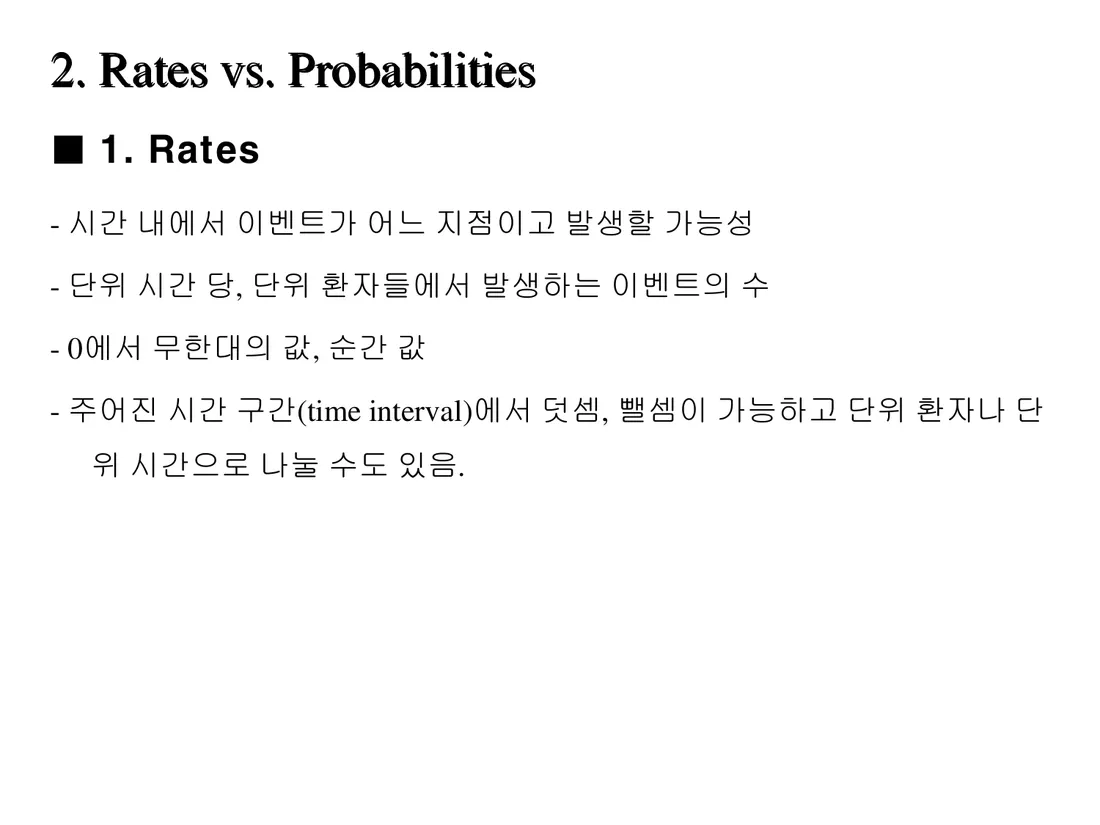 2. Rates vs. Probabilities
■ 1. Rates
- 시간 내에서 이벤트가 어느 지점이고 발생할 가능성
- 단위 시간 당, 단위 환자들에서 발생하는 이벤트의 수
- 0에서 무한대의 값, 순간 값
- 주어진 시간 구간(time interval)에서 덧셈, 뺄셈이 가능하고 단위 환자나 단
위 시간으로 나눌 수도 있음.